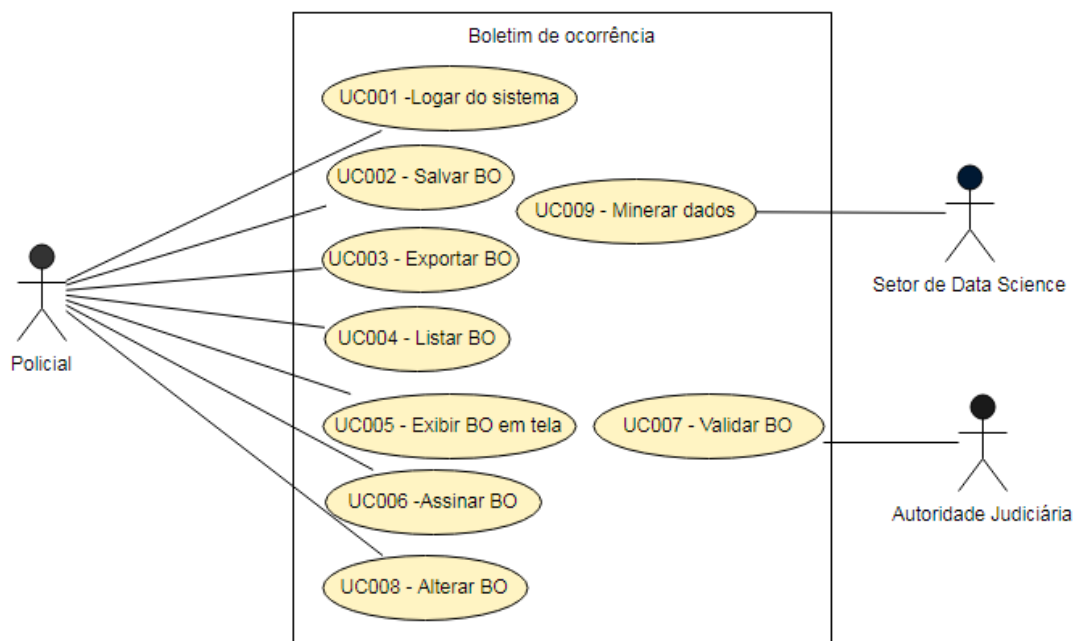 Boletim de ocorrência
UC001 -Logar do sistema
UC002 - Salvar BO
UC009 - Minerar dados
UC003 - Exportar BO
Setor de Data Science
UC004 - Listar BO
Policial
UC005 - Exibir BO em tela
UC007 - Validar BO
UC006 -Assinar BO
Autoridade Judiciária
UC008 - Alterar BO